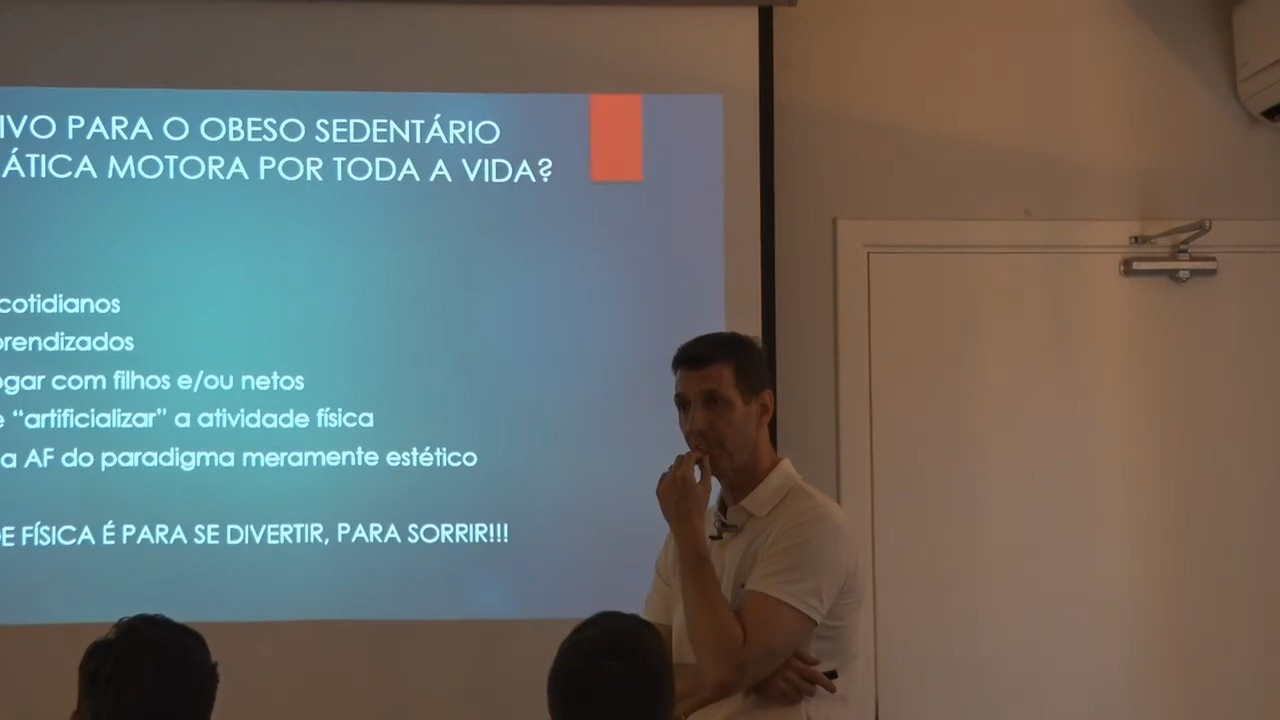 IVO PARA O OBESO SEDENTÁRIO
ÁTICA MOTORA POR TODA A VIDA?
cotidianos
prendizados
ogar com filhos e/ou netos
e “artificializar” a atividade física
a AF do paradigma meramente estético
E FÍSICA É PARA SE DIVERTIR, PARA SORRIR!!!